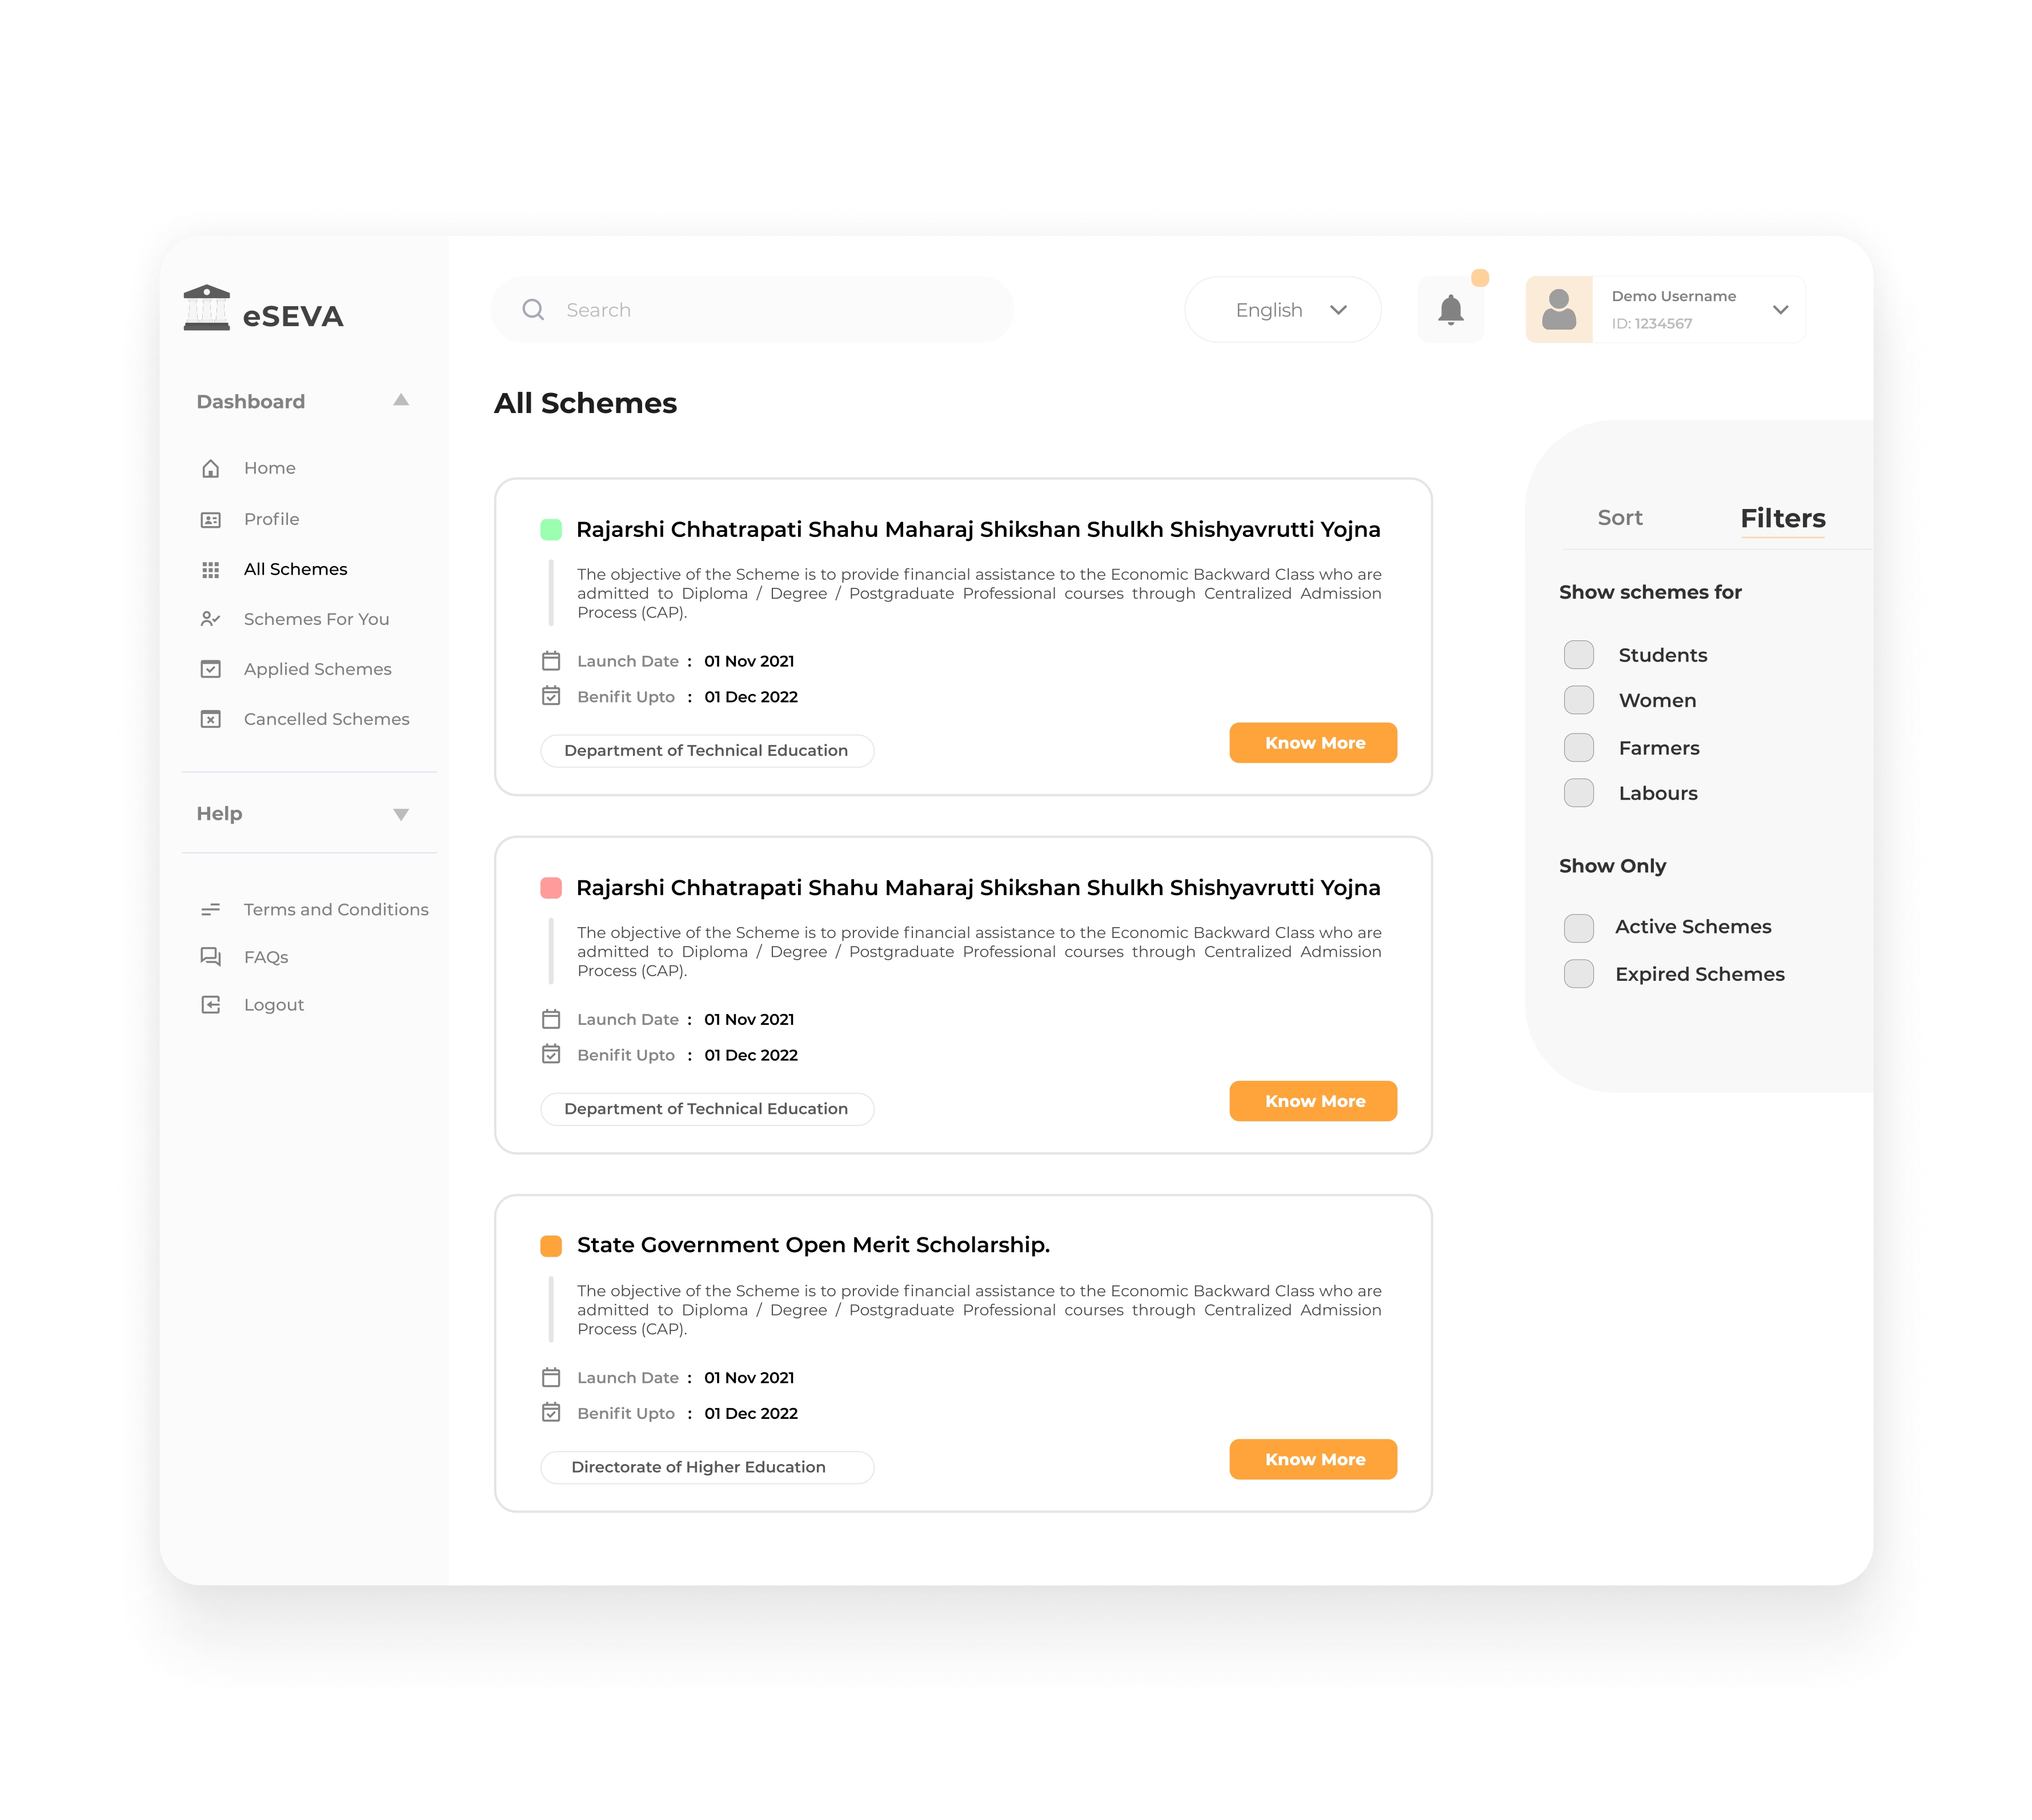 eSEVA
Search
English
Demo Username
ID: 1234567
Dashboard
Home
Profile
All Schemes
Schemes For You
Applied Schemes
Cancelled Schemes
Help
Terms and Conditions
FAQs
Logout
All Schemes
Rajarshi Chhatrapati Shahu Maharaj Shikshan Shulkh Shishyavrutti Yojna
The objective of the Scheme is to provide financial assistance to the Economic Backward Class who are
admitted to Diploma / Degree / Postgraduate Professional courses through Centralized Admission
Process (CAP).
Launch Date : 01 Nov 2021
Benifit Upto : 01 Dec 2022
Department of Technical Education
Know More
Rajarshi Chhatrapati Shahu Maharaj Shikshan Shulkh Shishyavrutti Yojna
The objective of the Scheme is to provide financial assistance to the Economic Backward Class who are
admitted to Diploma / Degree / Postgraduate Professional courses through Centralized Admission
Process (CAP).
Launch Date : 01 Nov 2021
Benifit Upto : 01 Dec 2022
Department of Technical Education
Know More
State Government Open Merit Scholarship.
The objective of the Scheme is to provide financial assistance to the Economic Backward Class who are
admitted to Diploma / Degree / Postgraduate Professional courses through Centralized Admission
Process (CAP).
Launch Date : 01 Nov 2021
Benifit Upto : 01 Dec 2022
Directorate of Higher Education
Know More
Sort
Filters
Show schemes for
Students
Women
Farmers
Labours
Show Only
Active Schemes
Expired Schemes